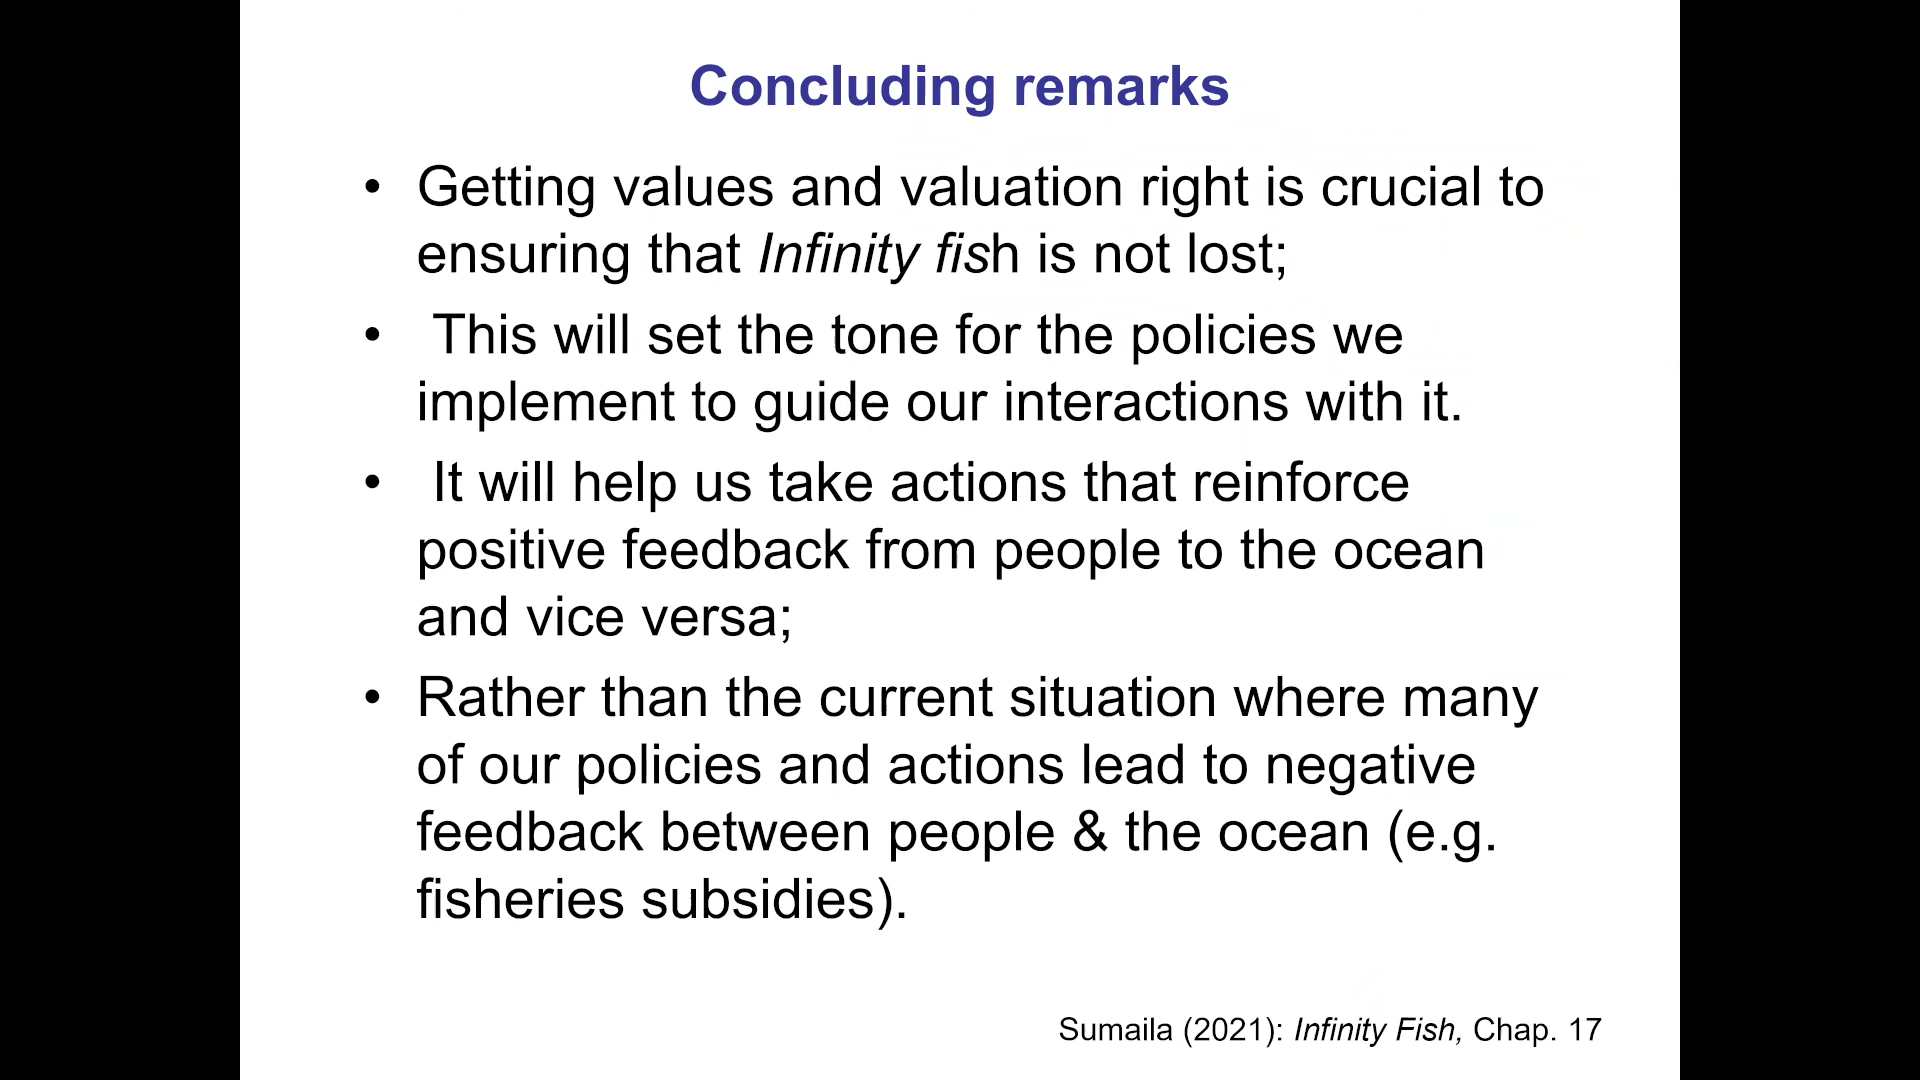 Concluding remarks
• Getting values and valuation right is crucial to
ensuring that Infinity fish is not lost;
• This will set the tone for the policies we
implement to guide our interactions with it.
• It will help us take actions that reinforce
positive feedback from people to the ocean
and vice versa;
• Rather than the current situation where many
of our policies and actions lead to negative
feedback between people & the ocean (e.g.
fisheries subsidies).
Sumaila (2021): Infinity Fish, Chap. 17